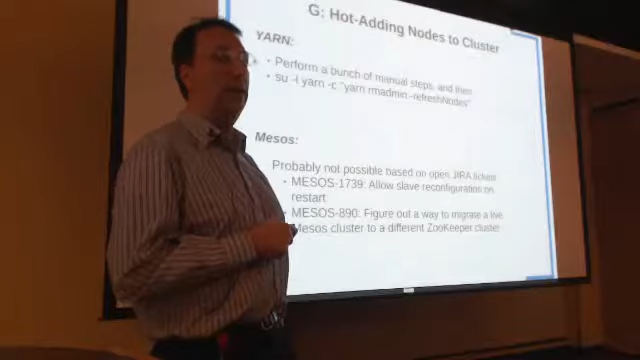 G: Hot-Adding Nodes to Cluster
YARN:
• Perform a bunch of manual steps, and then
• su -l yarn -c "yarn rmadmin -refreshNodes"
Mesos:
Probably not possible based on open JIRA tickets
• MESOS-1739: Allow slave reconfiguration on
restart
• MESOS-890: Figure out a way to migrate a live
Mesos cluster to a different ZooKeeper cluster